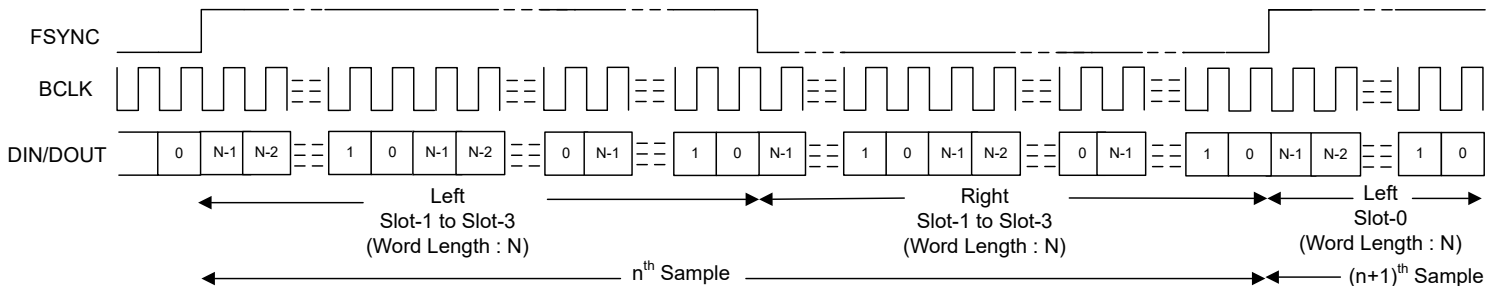 FSYNC
BCLK
DIN/DOUT
0 N-1 N-2 1 0 N-1 N-2 0 N-1 1 0 N-1 1 0 N-1 N-2 0 N-1 1 0 N-1 N-2 1 0
Left
Slot-1 to Slot-3
(Word Length : N)
Right
Slot-1 to Slot-3
(Word Length : N)
Left
Slot-0
(Word Length : N)
nth Sample
(n+1)th Sample